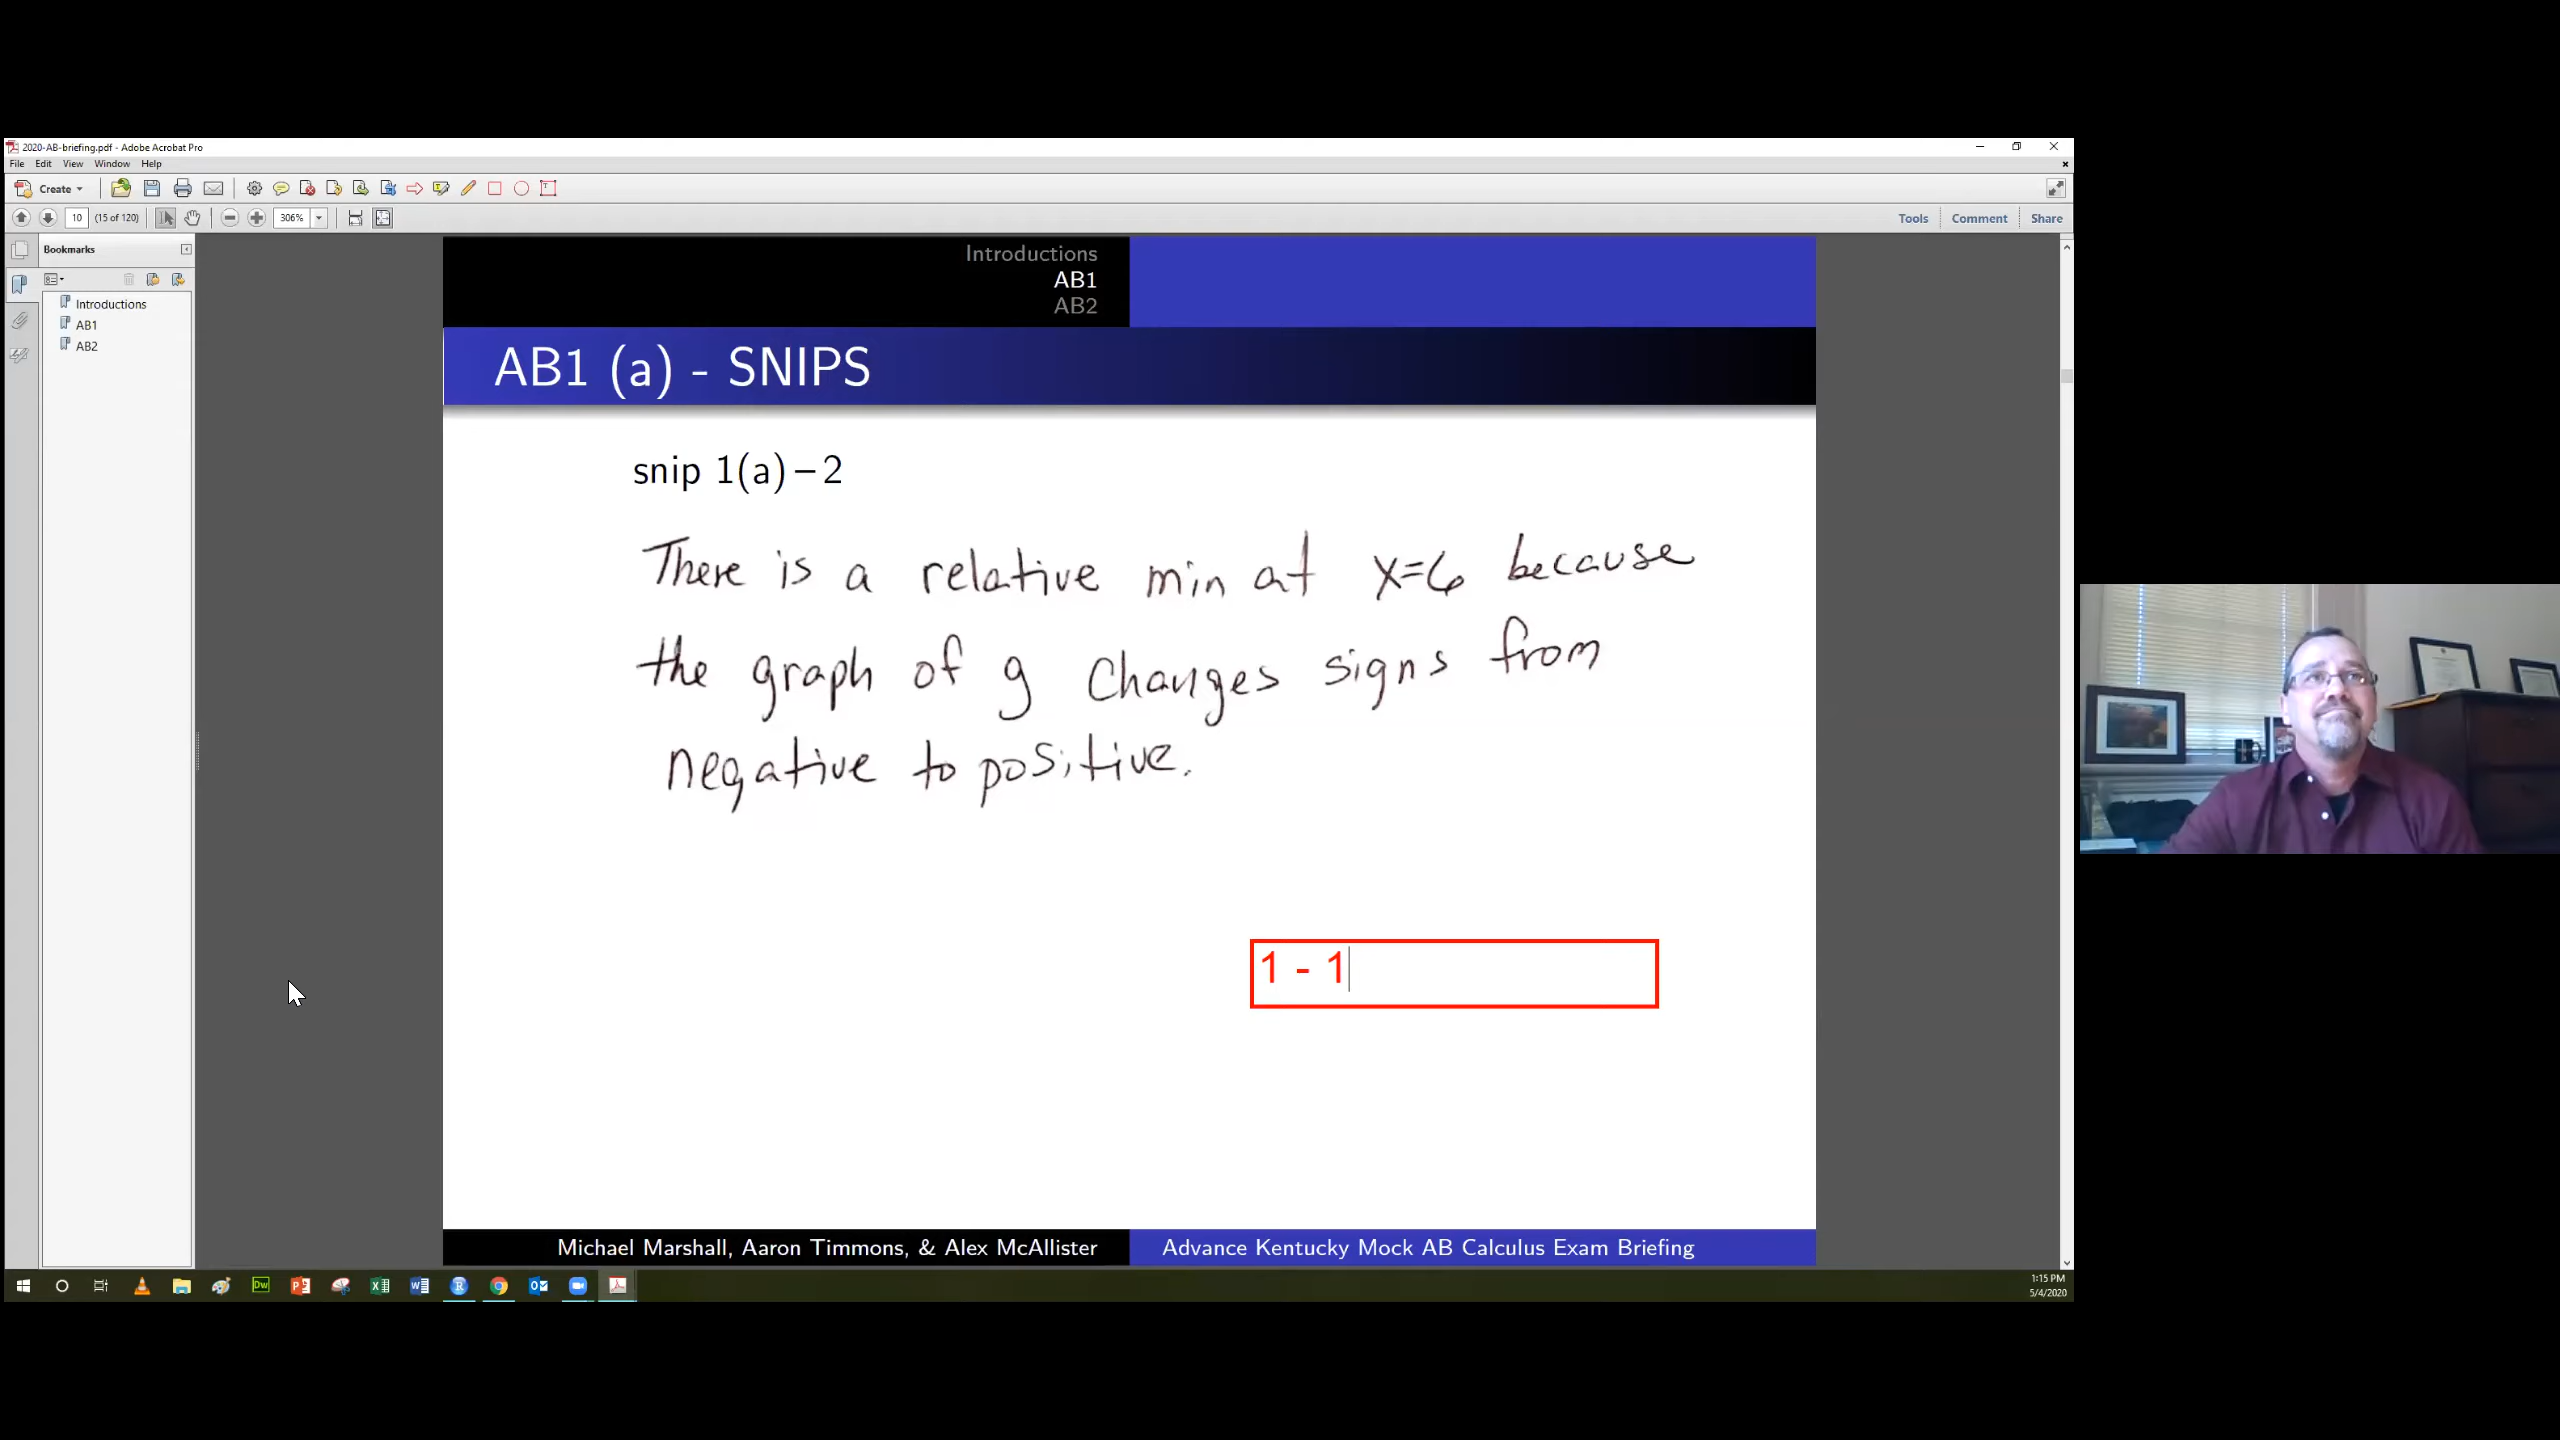 2020-AB-briefing.pdf - Adobe Acrobat Pro
File Edit View Window Help
Create
10 (15 of 120) 306% Tools Comment Share
Bookmarks
Introductions
AB1
AB2
Introductions
AB1
AB2
AB1 (a) - SNIPS
snip 1(a)–2
There is a relative min at x=6 because
the graph of g changes signs from
negative to positive.
1 - 1
Michael Marshall, Aaron Timmons, & Alex McAllister Advance Kentucky Mock AB Calculus Exam Briefing
1:15 PM
5/4/2020